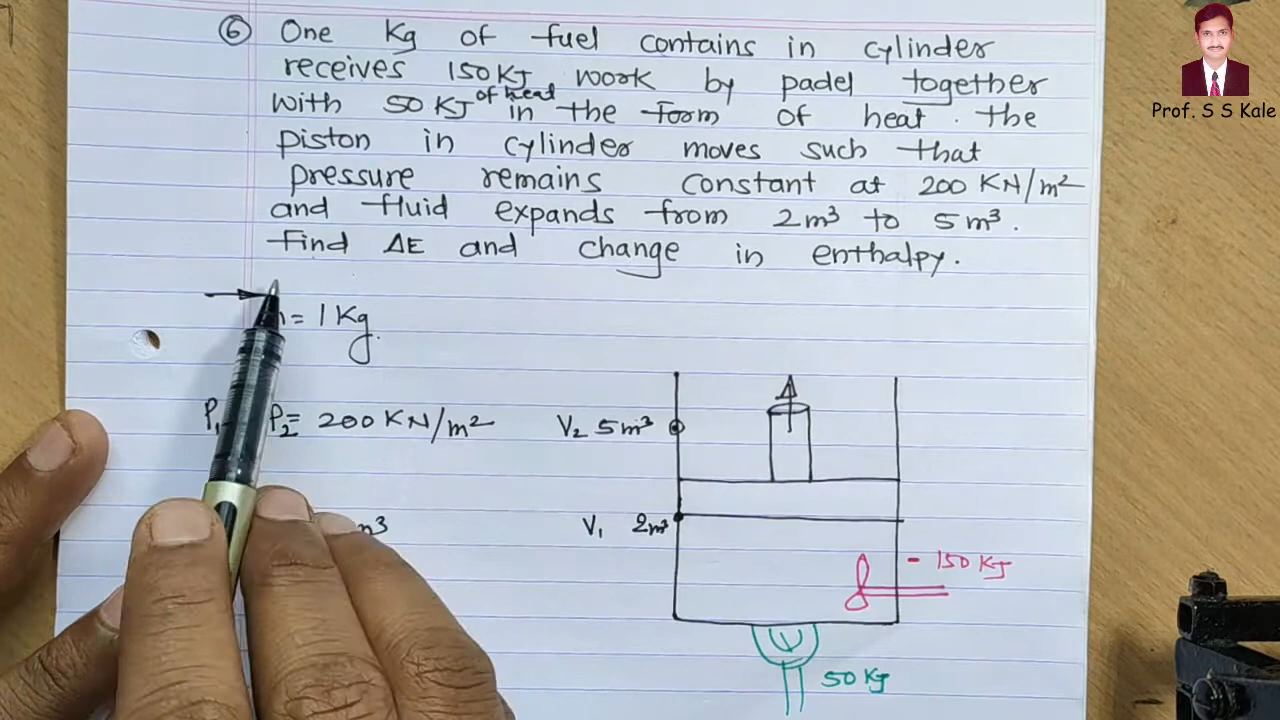 ⑥ One Kg of fuel contains in cylinder
receives 150 KJ work by padel together
with 50 KJ of heat in the form of heat. the
piston in cylinder moves such that
pressure remains constant at 200 KN/m²
and fluid expands from 2m³ to 5m³.
find ΔE and change in enthalpy.
Prof. S S Kale
= 1 Kg.
P₁ P₂ = 200 KN/m²
V₂ 5m³
m³
V₁ 2m³
- 150 KJ
50 KJ